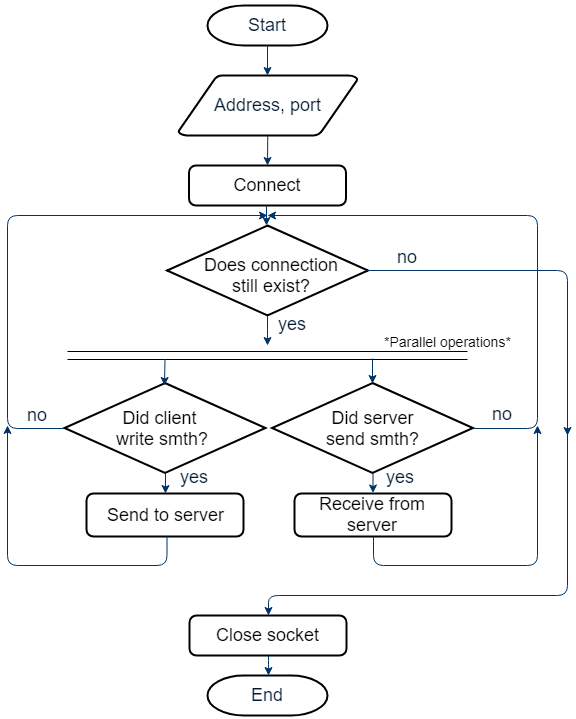 Start
Address, port
Connect
Does connection
still exist?
no
yes
*Parallel operations*
no
Did client
write smth?
Did server
send smth?
no
yes
yes
Send to server
Receive from
server
Close socket
End